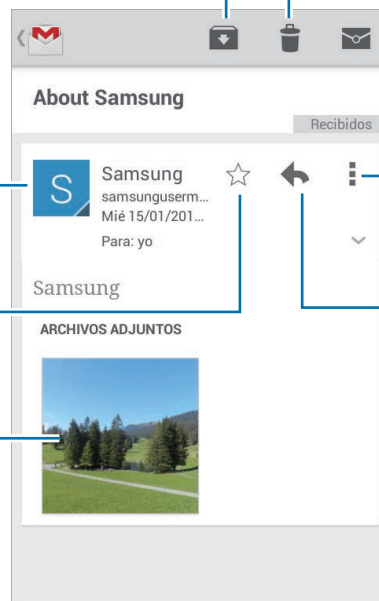 About Samsung
Recibidos
S
Samsung
samsunguserm...
Mié 15/01/201...
Para: yo
Samsung
ARCHIVOS ADJUNTOS